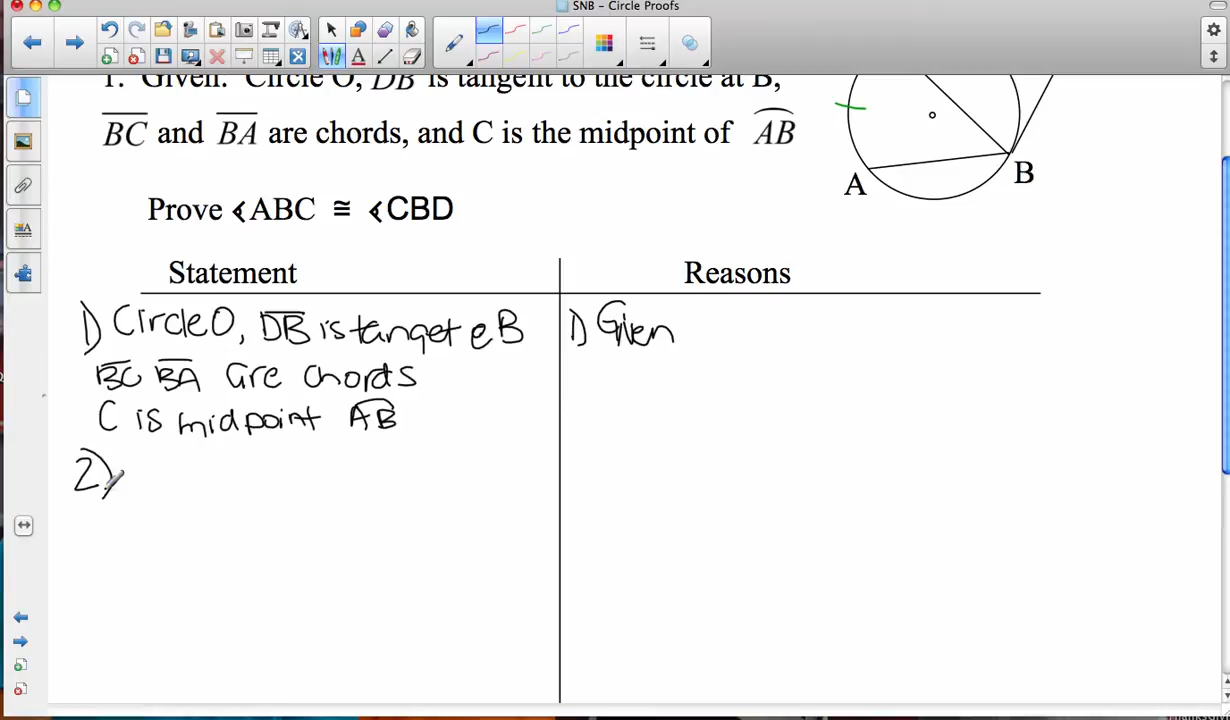 SNB - Circle Proofs
1. Given: Circle O, DB is tangent to the circle at B,
BC and BA are chords, and C is the midpoint of AB
A
B
Prove ∢ABC ≅ ∢CBD
Statement
Reasons
1) Circle O, DB is tanget @ B
1) Given
BC BA are chords
C is midpoint AB
2)